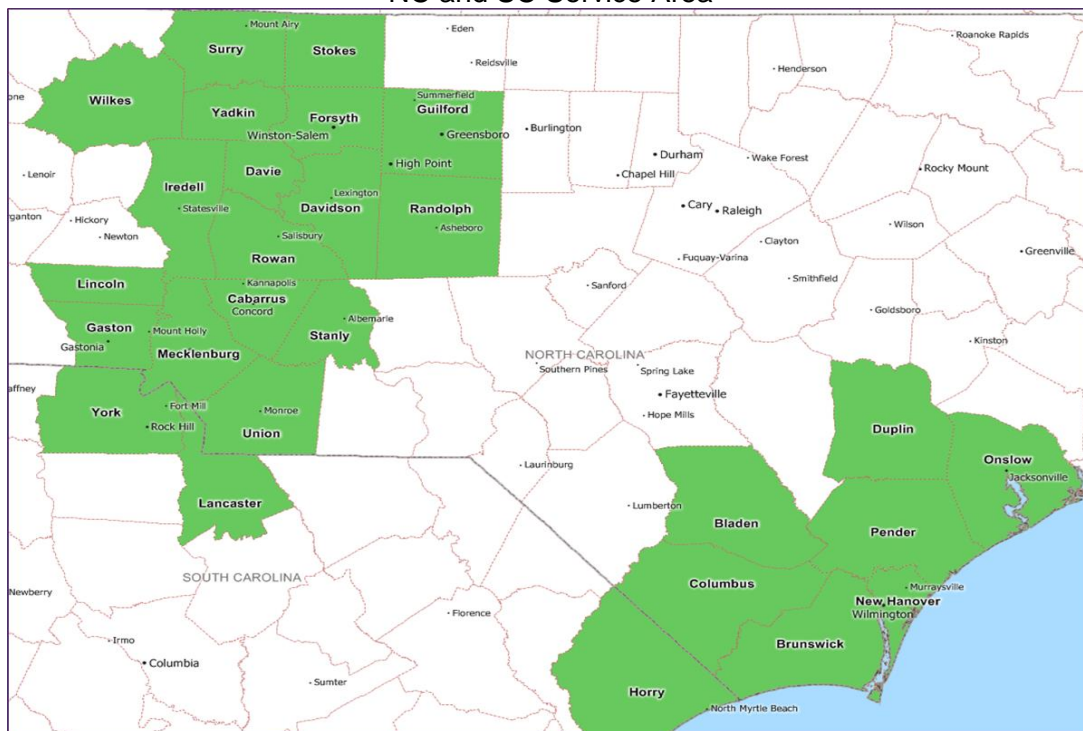 NC and SC Service Area
Mount Airy
Eden
Roanoke Rapids
Surry
Stokes
Reidsville
Henderson
Wilkes
Summerfield
Yadkin
Forsyth
Guilford
Winston-Salem
Greensboro
Burlington
Durham
Wake Forest
High Point
Davie
Chapel Hill
Rocky Mount
Lenoir
Iredell
Lexington
Statesville
Davidson
Randolph
Cary
Raleigh
Hickory
Newton
Asheboro
Wilson
Salisbury
Clayton
Rowan
Fuquay-Varina
Greenville
Lincoln
Kannapolis
Sanford
Smithfield
Cabarrus
Concord
Goldsboro
Gaston
Mount Holly
Stanly
Albemarle
Gastonia
Mecklenburg
NORTH CAROLINA
Kinston
Southern Pines
Spring Lake
affney
Fayetteville
York
Fort Mill
Monroe
Hope Mills
Rock Hill
Union
Duplin
Laurinburg
Onslow
Jacksonville
Lancaster
Lumberton
Bladen
Pender
SOUTH CAROLINA
Columbus
Murraysville
Newberry
New Hanover
Wilmington
Florence
Irmo
Brunswick
Columbia
Sumter
Horry
North Myrtle Beach